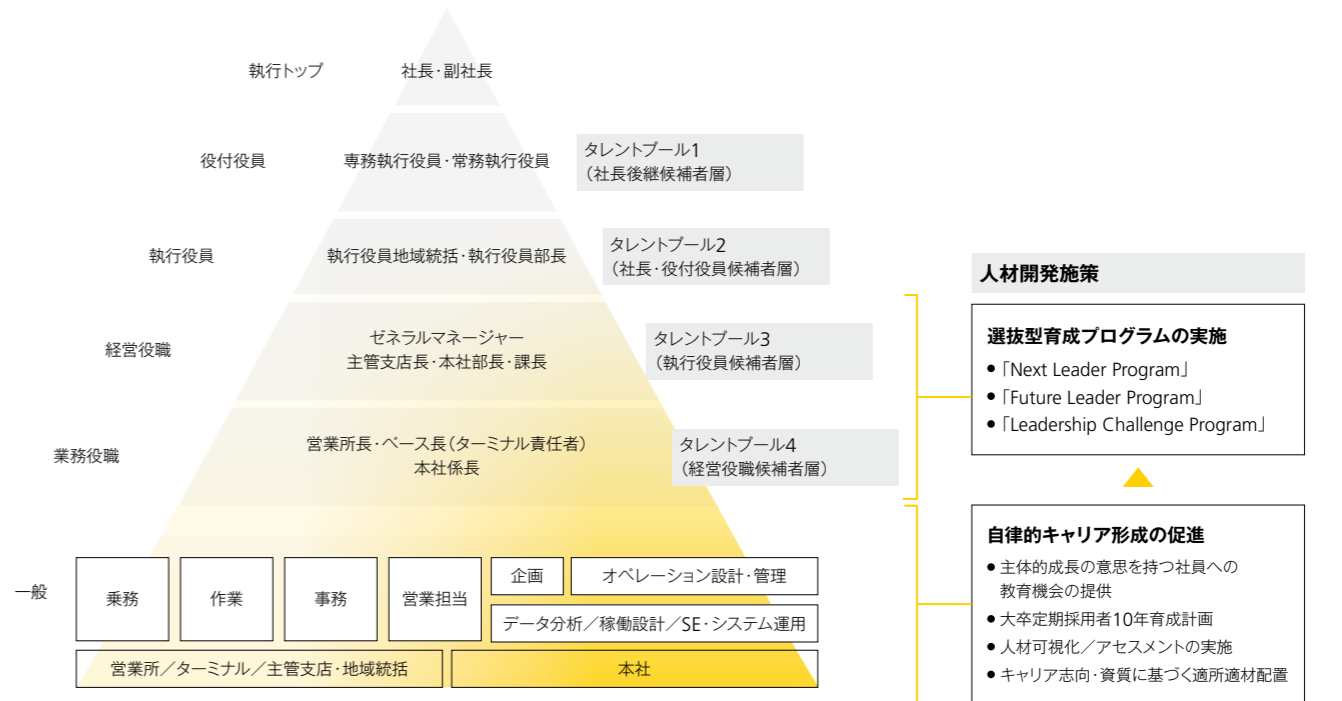 執行トップ
社長・副社長
役付役員
専務執行役員・常務執行役員
タレントプール1
（社長後継候補者層）
執行役員
執行役員地域統括・執行役員部長
タレントプール2
（社長・役付役員候補者層）
経営役職
ゼネラルマネージャー
主管支店長・本社部長・課長
タレントプール3
（執行役員候補者層）
業務役職
営業所長・ベース長（ターミナル責任者）
本社係長
タレントプール4
（経営役職候補者層）
一般
乗務
作業
事務
営業担当
企画
オペレーション設計・管理
データ分析／稼働設計／SE・システム運用
営業所／ターミナル／主管支店・地域統括
本社
人材開発施策
選抜型育成プログラムの実施
●「Next Leader Program」
●「Future Leader Program」
●「Leadership Challenge Program」
自律的キャリア形成の促進
● 主体的成長の意思を持つ社員への
教育機会の提供
● 大卒定期採用者10年育成計画
● 人材可視化／アセスメントの実施
● キャリア志向・資質に基づく適所適材配置